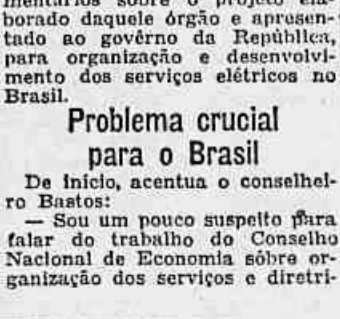 mentários sobre o projeto ela-
borado daquele órgão e apresen-
tado ao govêrno da República,
para organização e desenvolvi-
mento dos serviços elétricos no
Brasil.
Problema crucial
para o Brasil
De início, acentua o conselhei-
ro Bastos:
— Sou um pouco suspeito para
falar do trabalho do Conselho
Nacional de Economia sôbre or-
ganização dos serviços e diretri-